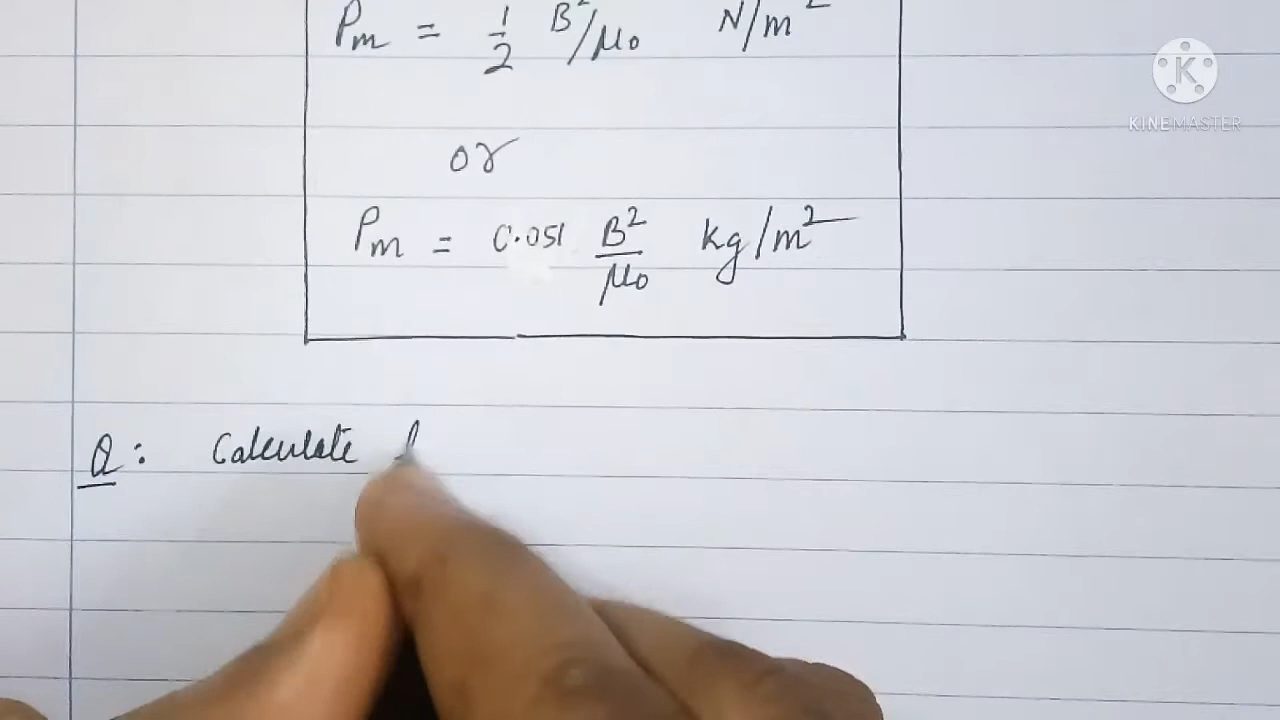 Pm = 1/2 B²/μ₀ N/m²
K
KINEMASTER
or
Pm = 0.051 B²/μ₀ kg/m²
Q: Calculate